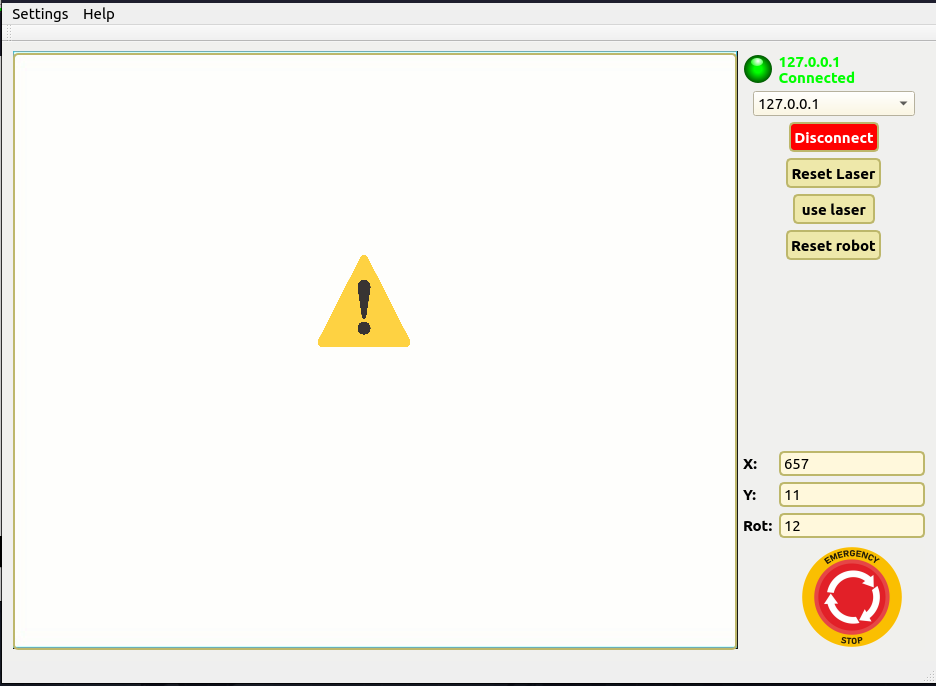 Settings Help
127.0.0.1
Connected
127.0.0.1
Disconnect
Reset Laser
use laser
Reset robot
X: 657
Y: 11
Rot: 12
EMERGENCY
STOP